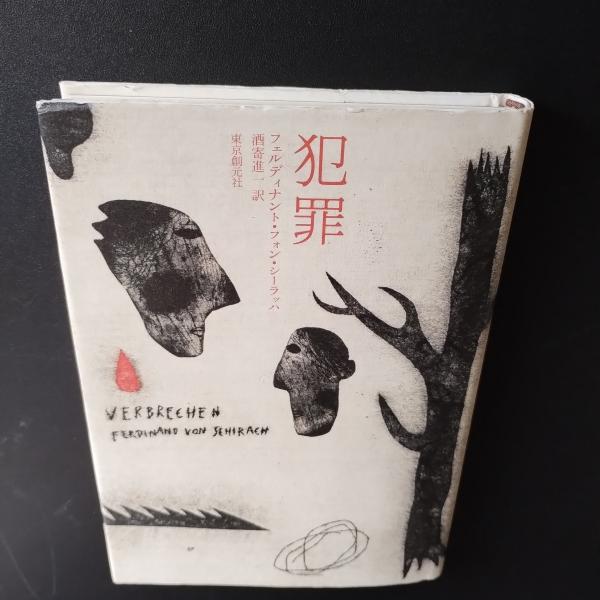 犯罪
フェルディナント・フォン・シーラッハ
酒寄進一 訳
東京創元社
VERBRECHEN
FERDINAND VON SCHIRACH